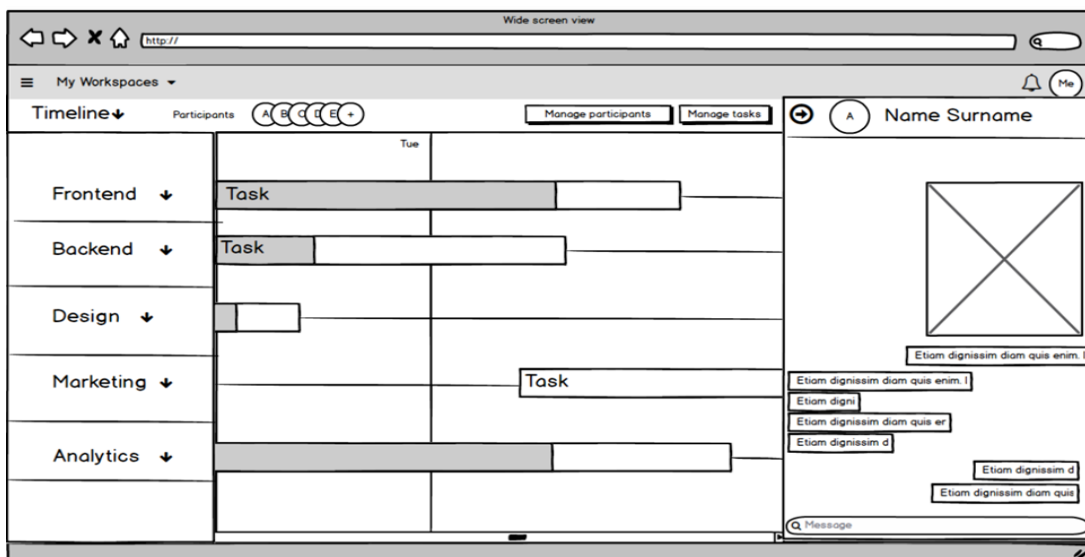 Wide screen view
http://
My Workspaces
Me
Timeline
Participants
A B C D E +
Manage participants
Manage tasks
A
Name Surname
Tue
Frontend
Task
Backend
Task
Design
Marketing
Task
Analytics
Etiam dignissim diam quis enim. I
Etiam dignissim diam quis enim. I
Etiam digni
Etiam dignissim diam quis er
Etiam dignissim d
Etiam dignissim d
Etiam dignissim diam quis
Message